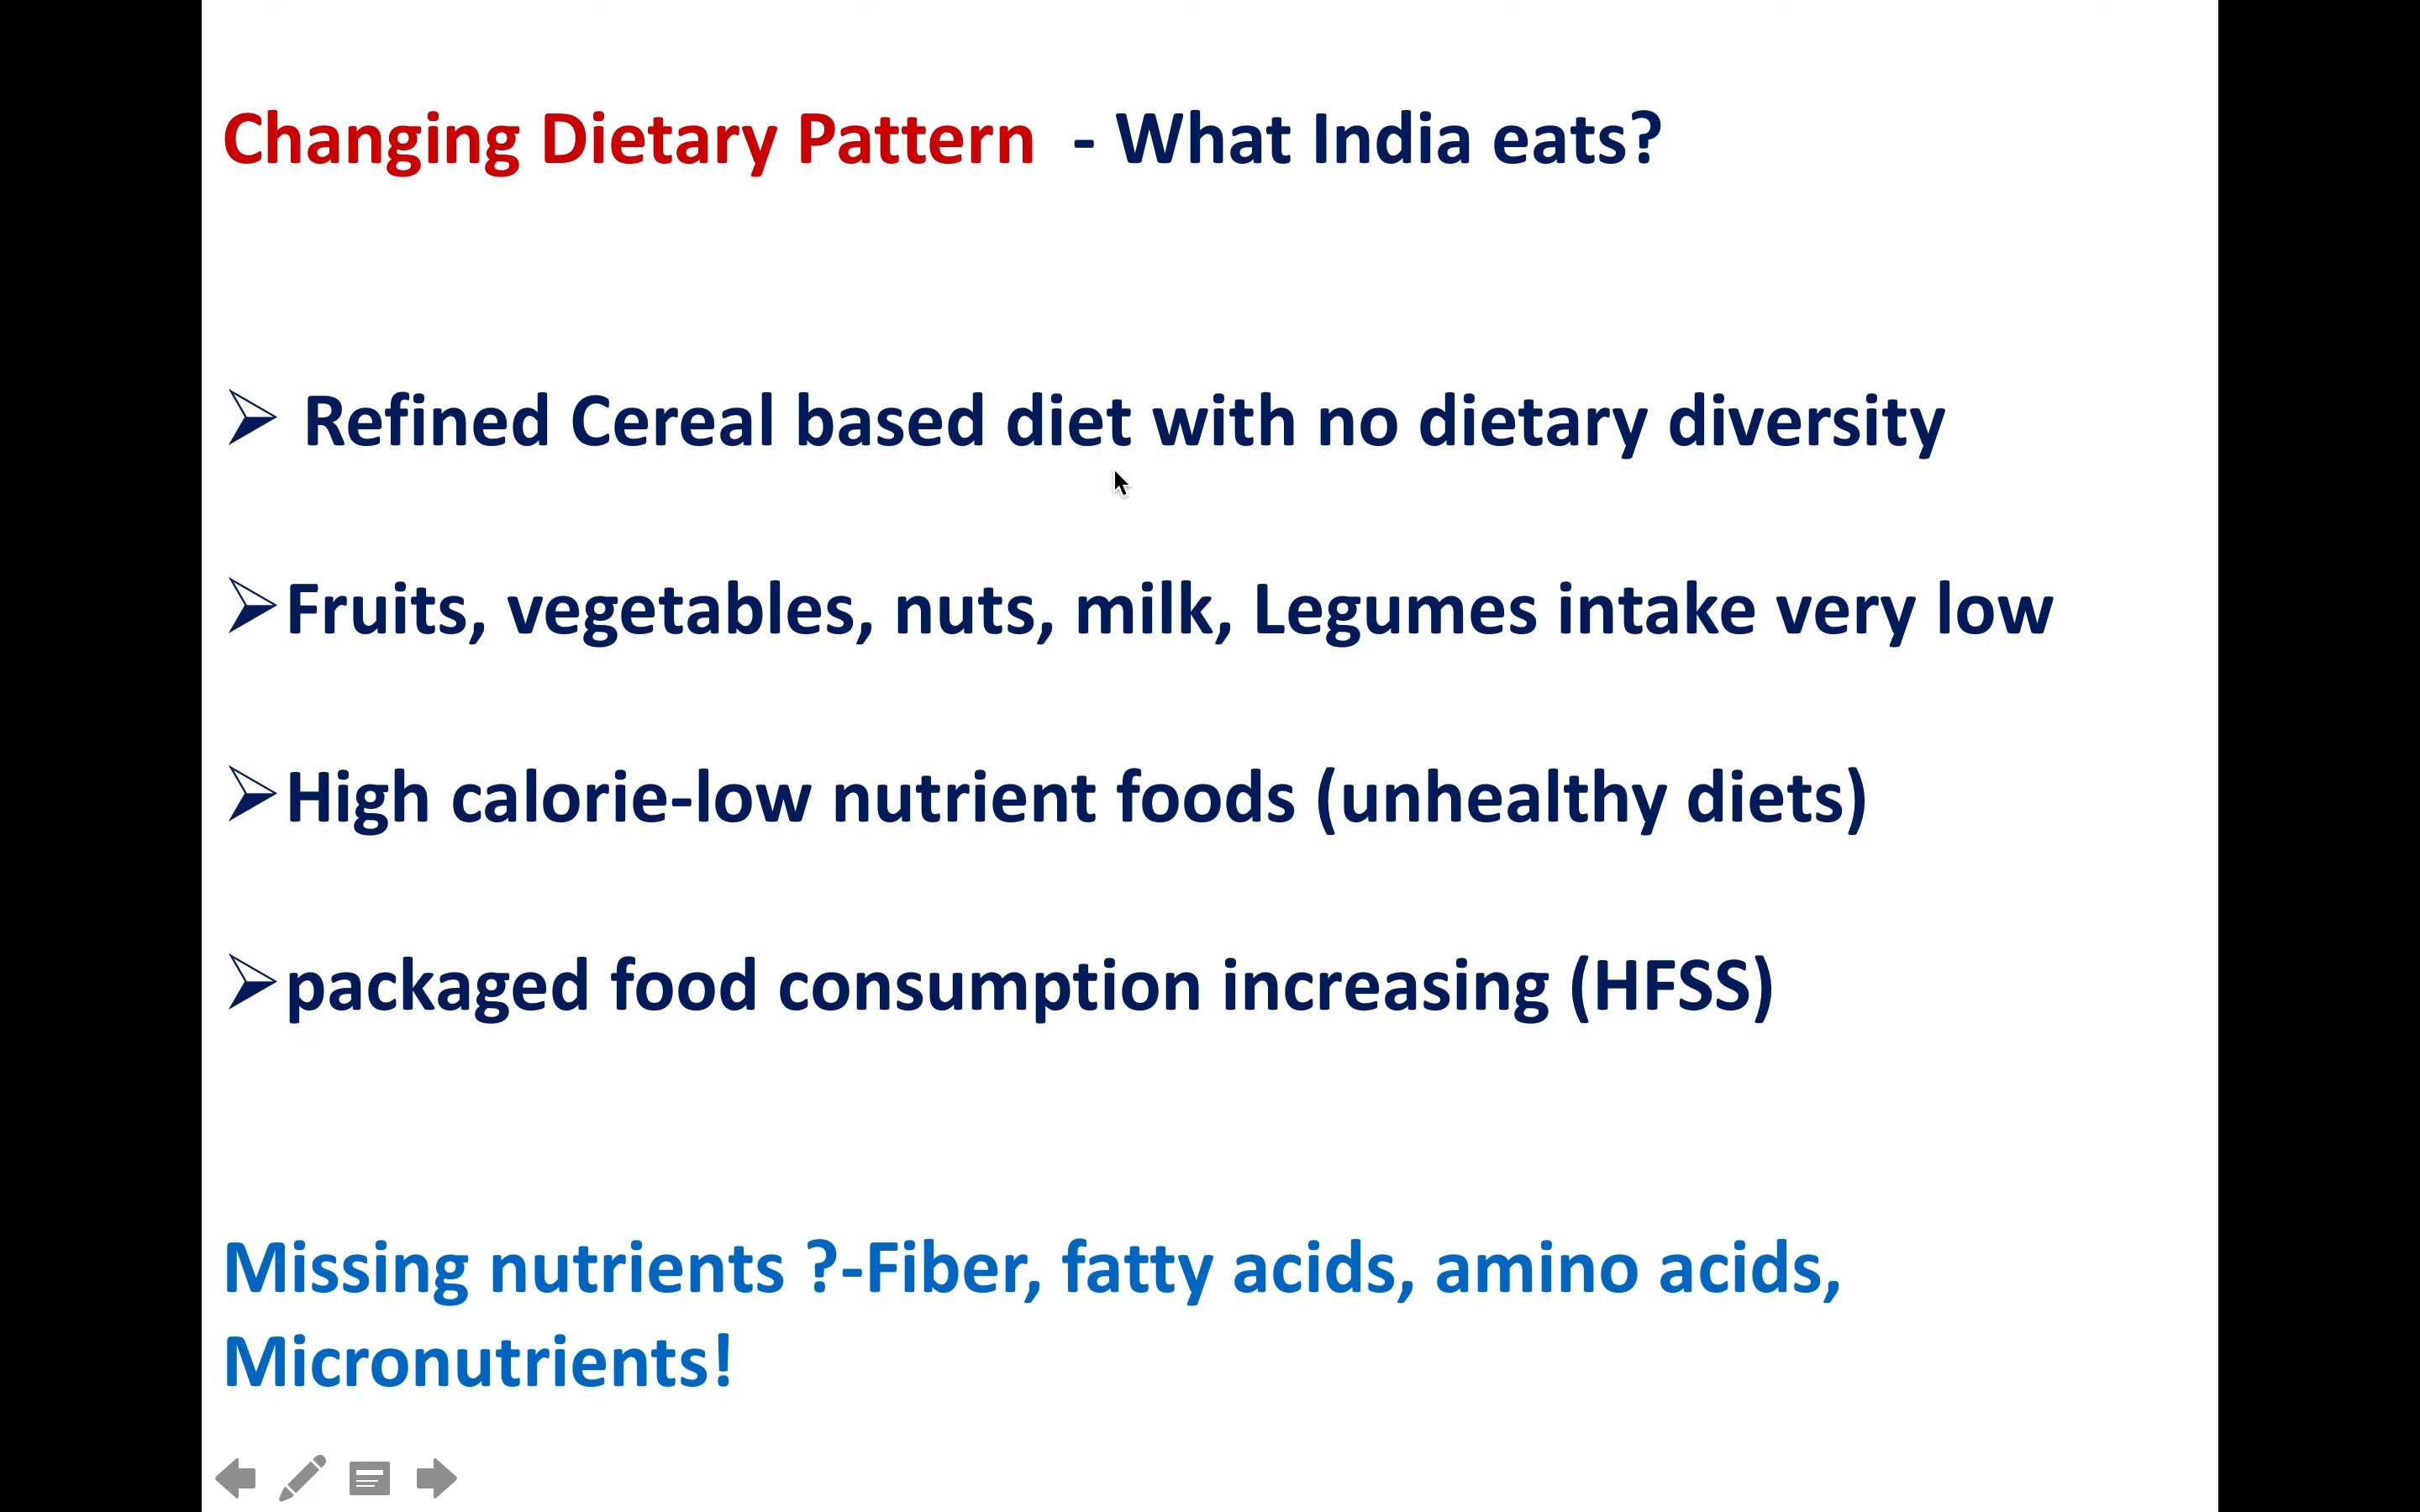 Changing Dietary Pattern - What India eats?
➢ Refined Cereal based diet with no dietary diversity
➢Fruits, vegetables, nuts, milk, Legumes intake very low
➢High calorie-low nutrient foods (unhealthy diets)
➢packaged food consumption increasing (HFSS)
Missing nutrients ?-Fiber, fatty acids, amino acids,
Micronutrients!